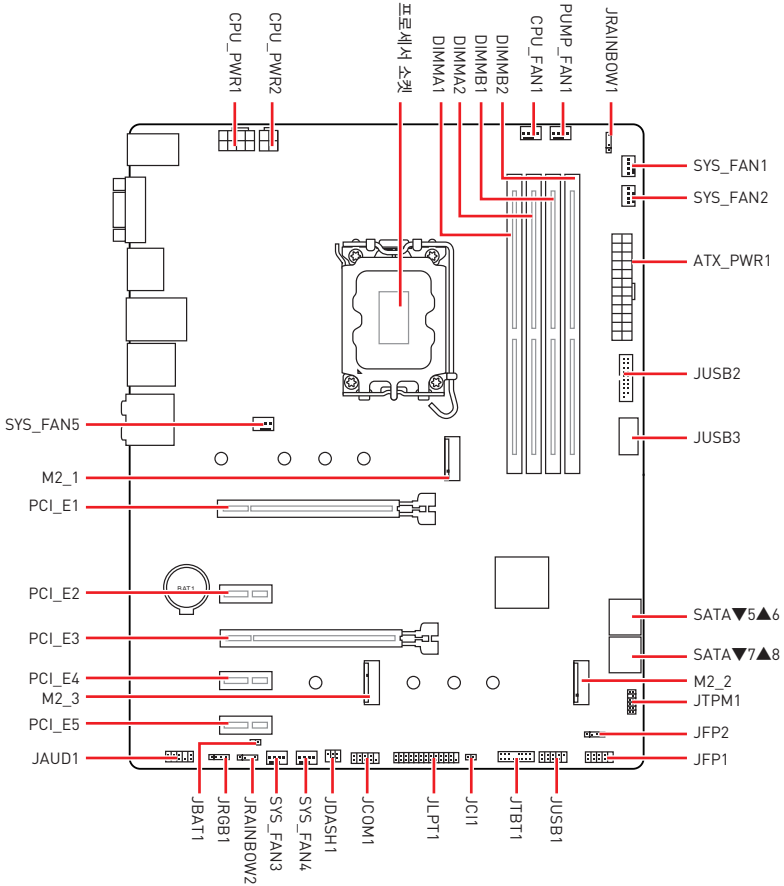 CPU_PWR1
CPU_PWR2
프로세서 소켓
DIMMA1
DIMMA2
DIMMB1
DIMMB2
CPU_FAN1
PUMP_FAN1
JRAINBOW1
SYS_FAN1
SYS_FAN2
ATX_PWR1
JUSB2
JUSB3
SYS_FAN5
M2_1
PCI_E1
BAT1
PCI_E2
PCI_E3
PCI_E4
M2_3
PCI_E5
JAUD1
SATA▼5▲6
SATA▼7▲8
M2_2
JTPM1
JFP2
JFP1
JBAT1
JRGB1
JRAINBOW2
SYS_FAN3
SYS_FAN4
JDASH1
JCOM1
JLPT1
JCI1
JTBT1
JUSB1